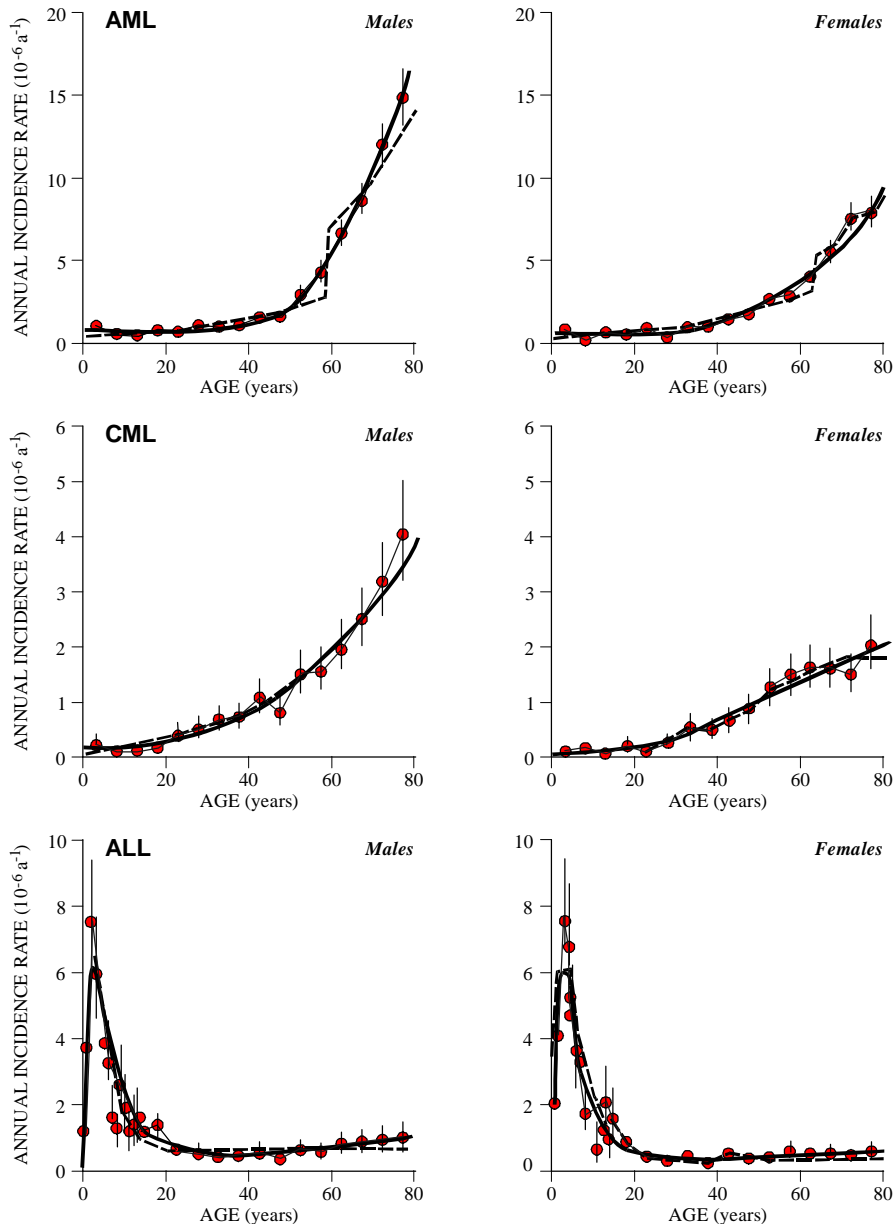 AML Males
ANNUAL INCIDENCE RATE (10⁻⁶ a⁻¹)
20
15
10
5
0
0 20 40 60 80
AGE (years)
Females
20
15
10
5
0
0 20 40 60 80
AGE (years)
CML Males
ANNUAL INCIDENCE RATE (10⁻⁶ a⁻¹)
6
5
4
3
2
1
0
0 20 40 60 80
AGE (years)
Females
6
5
4
3
2
1
0
0 20 40 60 80
AGE (years)
ALL Males
ANNUAL INCIDENCE RATE (10⁻⁶ a⁻¹)
10
8
6
4
2
0
0 20 40 60 80
AGE (years)
Females
10
8
6
4
2
0
0 20 40 60 80
AGE (years)